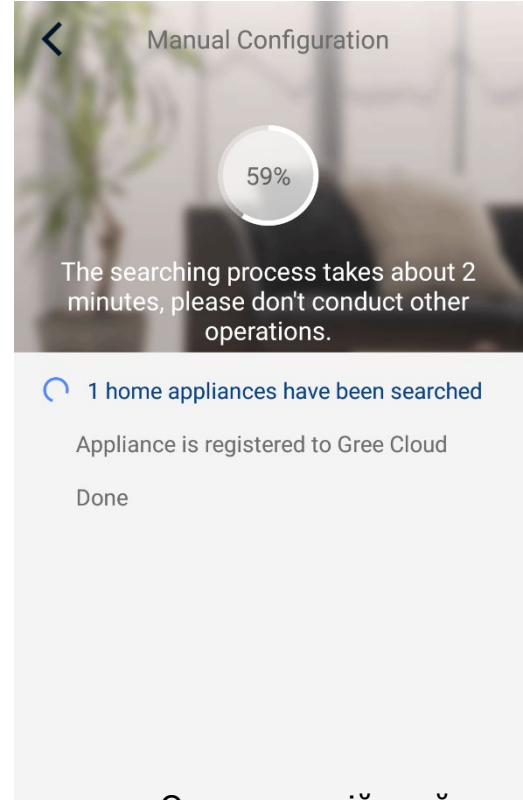 Manual Configuration
59%
The searching process takes about 2
minutes, please don't conduct other
operations.
1 home appliances have been searched
Appliance is registered to Gree Cloud
Done